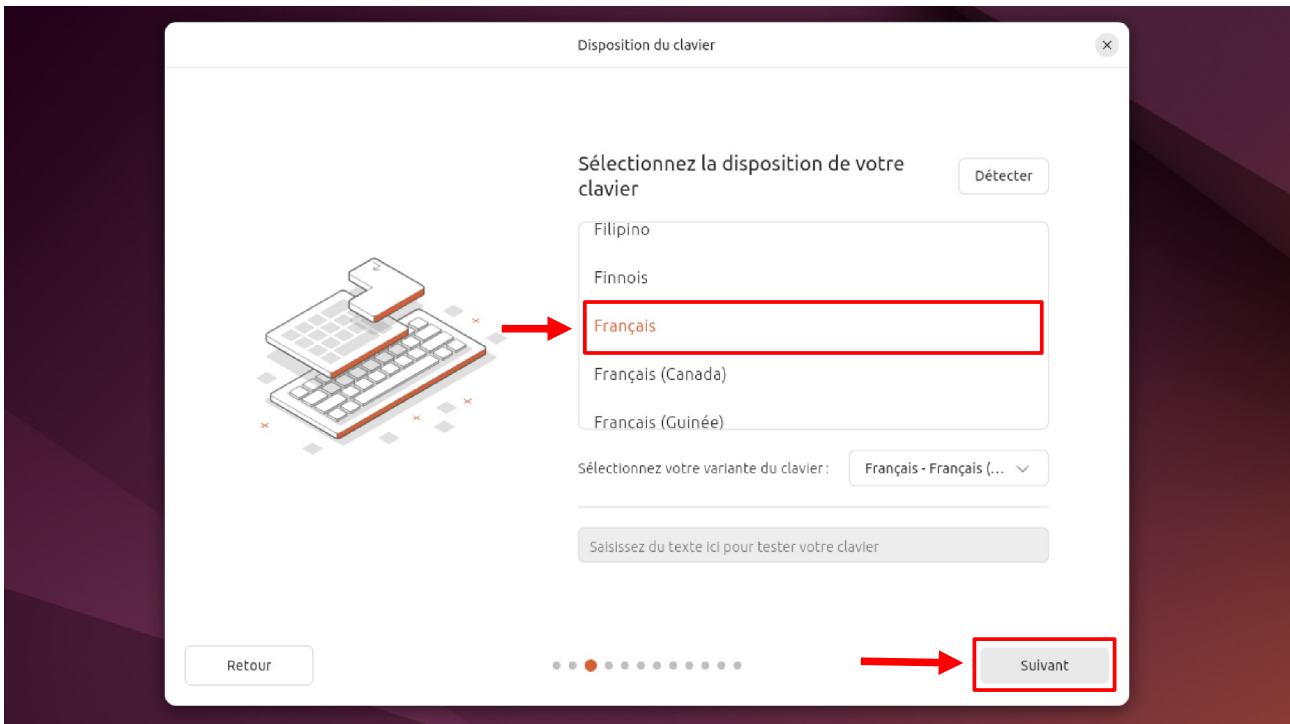 Disposition du clavier
Sélectionnez la disposition de votre
clavier
Détecter
Filipino
Finnois
Français
Français (Canada)
Français (Guinée)
Sélectionnez votre variante du clavier :
Français - Français (...
Saisissez du texte ici pour tester votre clavier
Retour
Suivant